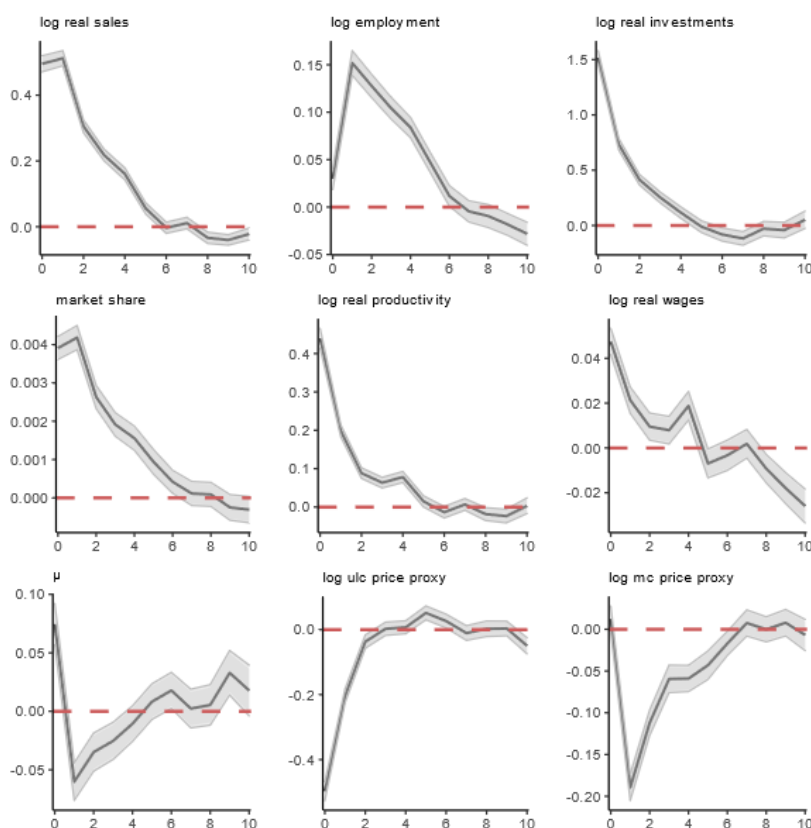 log real sales
log employment
log real investments
0.4
0.2
0.0
0 2 4 6 8 10
0.15
0.10
0.05
0.00
-0.05
0 2 4 6 8 10
1.5
1.0
0.5
0.0
0 2 4 6 8 10
market share
log real productivity
log real wages
0.004
0.003
0.002
0.001
0.000
0 2 4 6 8 10
0.4
0.3
0.2
0.1
0.0
0 2 4 6 8 10
0.04
0.02
0.00
-0.02
0 2 4 6 8 10
μ
log ulc price proxy
log mc price proxy
0.10
0.05
0.00
-0.05
0 2 4 6 8 10
0.0
-0.2
-0.4
0 2 4 6 8 10
0.00
-0.05
-0.10
-0.15
-0.20
0 2 4 6 8 10